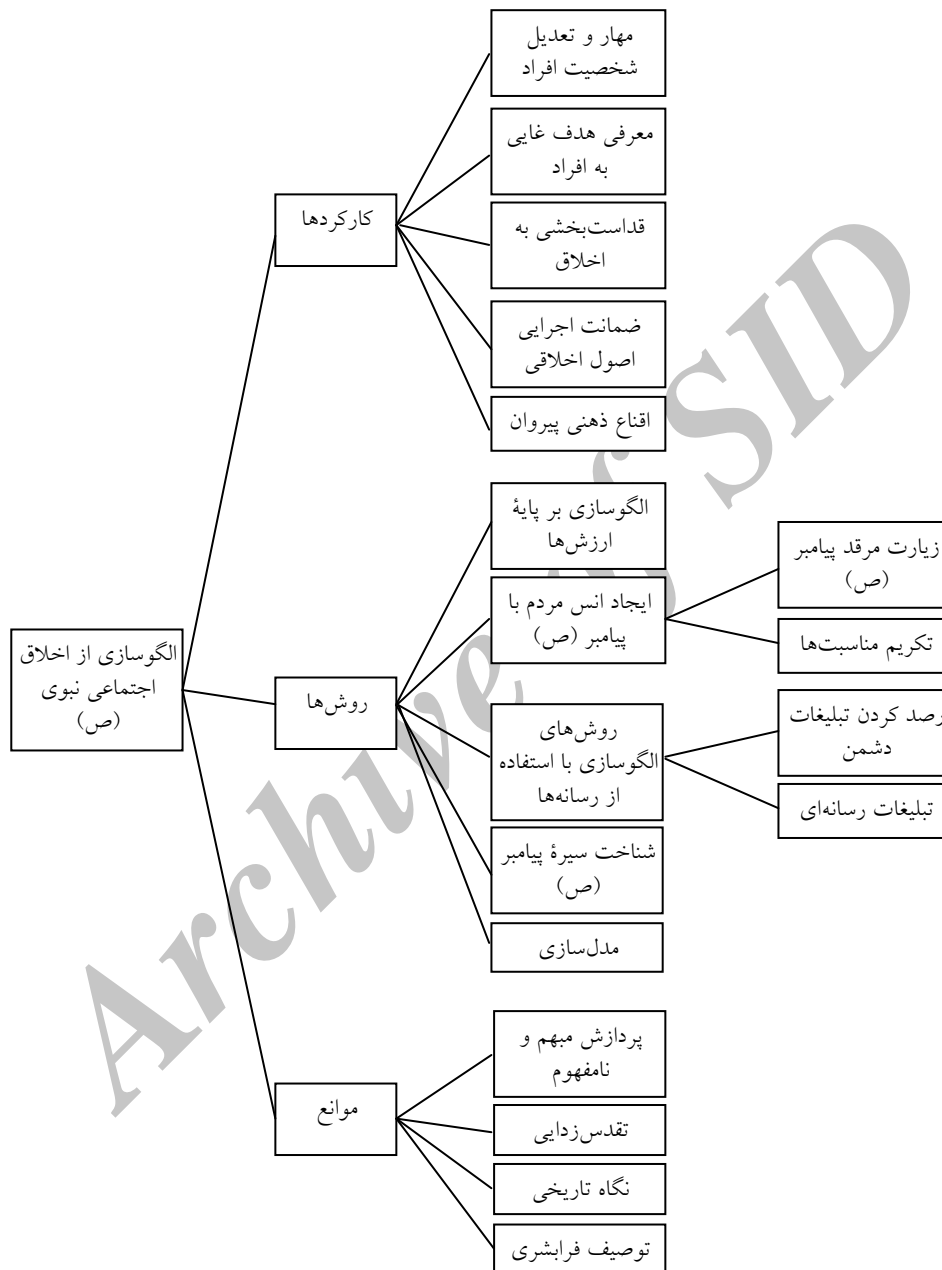 الگوسازی از اخلاق
اجتماعی نبوی
(ص)
کارکردها
مهار و تعدیل
شخصیت افراد
معرفی هدف غایی
به افراد
قداست‌بخشی به
اخلاق
ضمانت اجرایی
اصول اخلاقی
اقناع ذهنی پیروان
روش‌ها
الگوسازی بر پایۀ
ارزش‌ها
ایجاد انس مردم با
پیامبر (ص)
زیارت مرقد پیامبر
(ص)
تکریم مناسبت‌ها
روش‌های
الگوسازی با استفاده
از رسانه‌ها
رصد کردن تبلیغات
دشمن
تبلیغات رسانه‌ای
شناخت سیرۀ پیامبر
(ص)
مدل‌سازی
موانع
پردازش مبهم و
نامفهوم
تقدس‌زدایی
نگاه تاریخی
توصیف فرابشری
Archive of SID